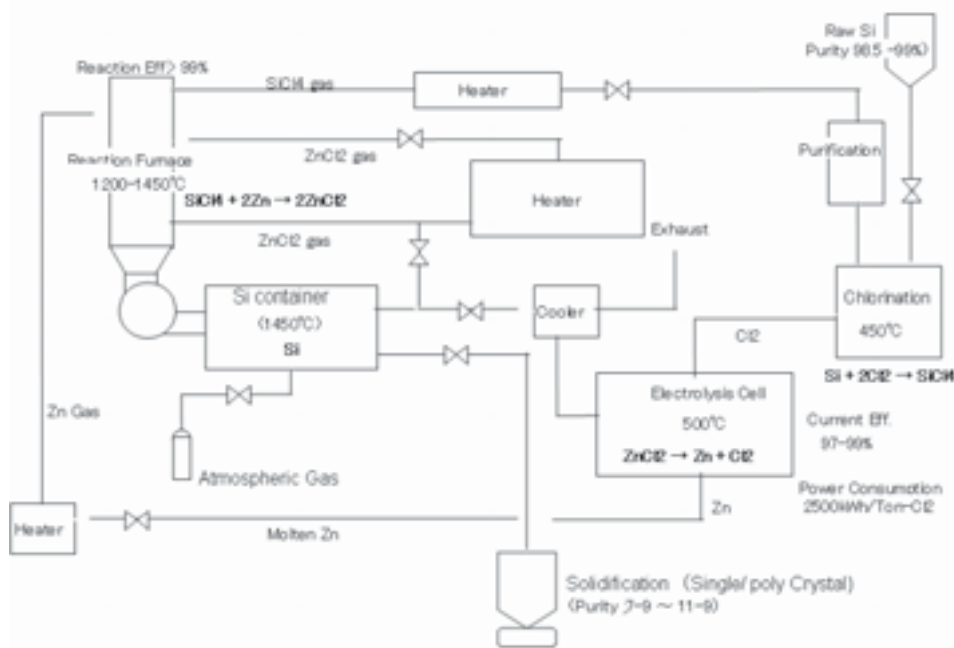 Raw Si
Purity 98.5 -99%)
Reaction Eff> 98%
SiCl4 gas
Heater
ZnCl2 gas
Purification
Reaction Furnace
1200-1450℃
SiCl4 + 2Zn → 2ZnCl2
Heater
ZnCl2 gas
Exhaust
Si container
(1450℃)
Si
Cooler
Chlorination
450℃
Cl2
Si + 2Cl2 → SiCl4
Electrolysis Cell
500℃
ZnCl2 → Zn + Cl2
Current Eff.
97-99%
Zn Gas
Atmospheric Gas
Power Consumotion
2500kWh/Ton-Cl2
Heater
Molten Zn
Zn
Solidification (Single/ poly Crystal)
(Purity 7-9 ~ 11-9)